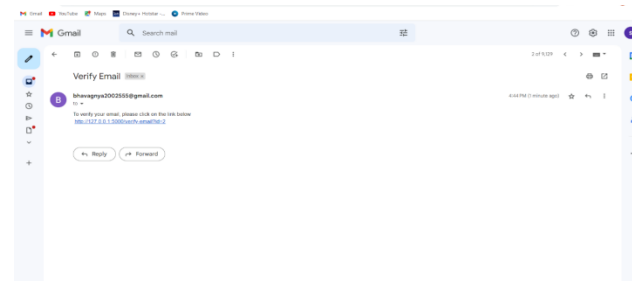 Gmail YouTube Maps Disney+ Hotstar -... Prime Video
Gmail
Search mail
2 of 9,129
Verify Email Inbox x
B
bhavagnya2002555@gmail.com
4:44 PM (1 minute ago)
to
To verify your email, please click on the link below
http://127.0.0.1:5000/verify-email?id=2
Reply Forward